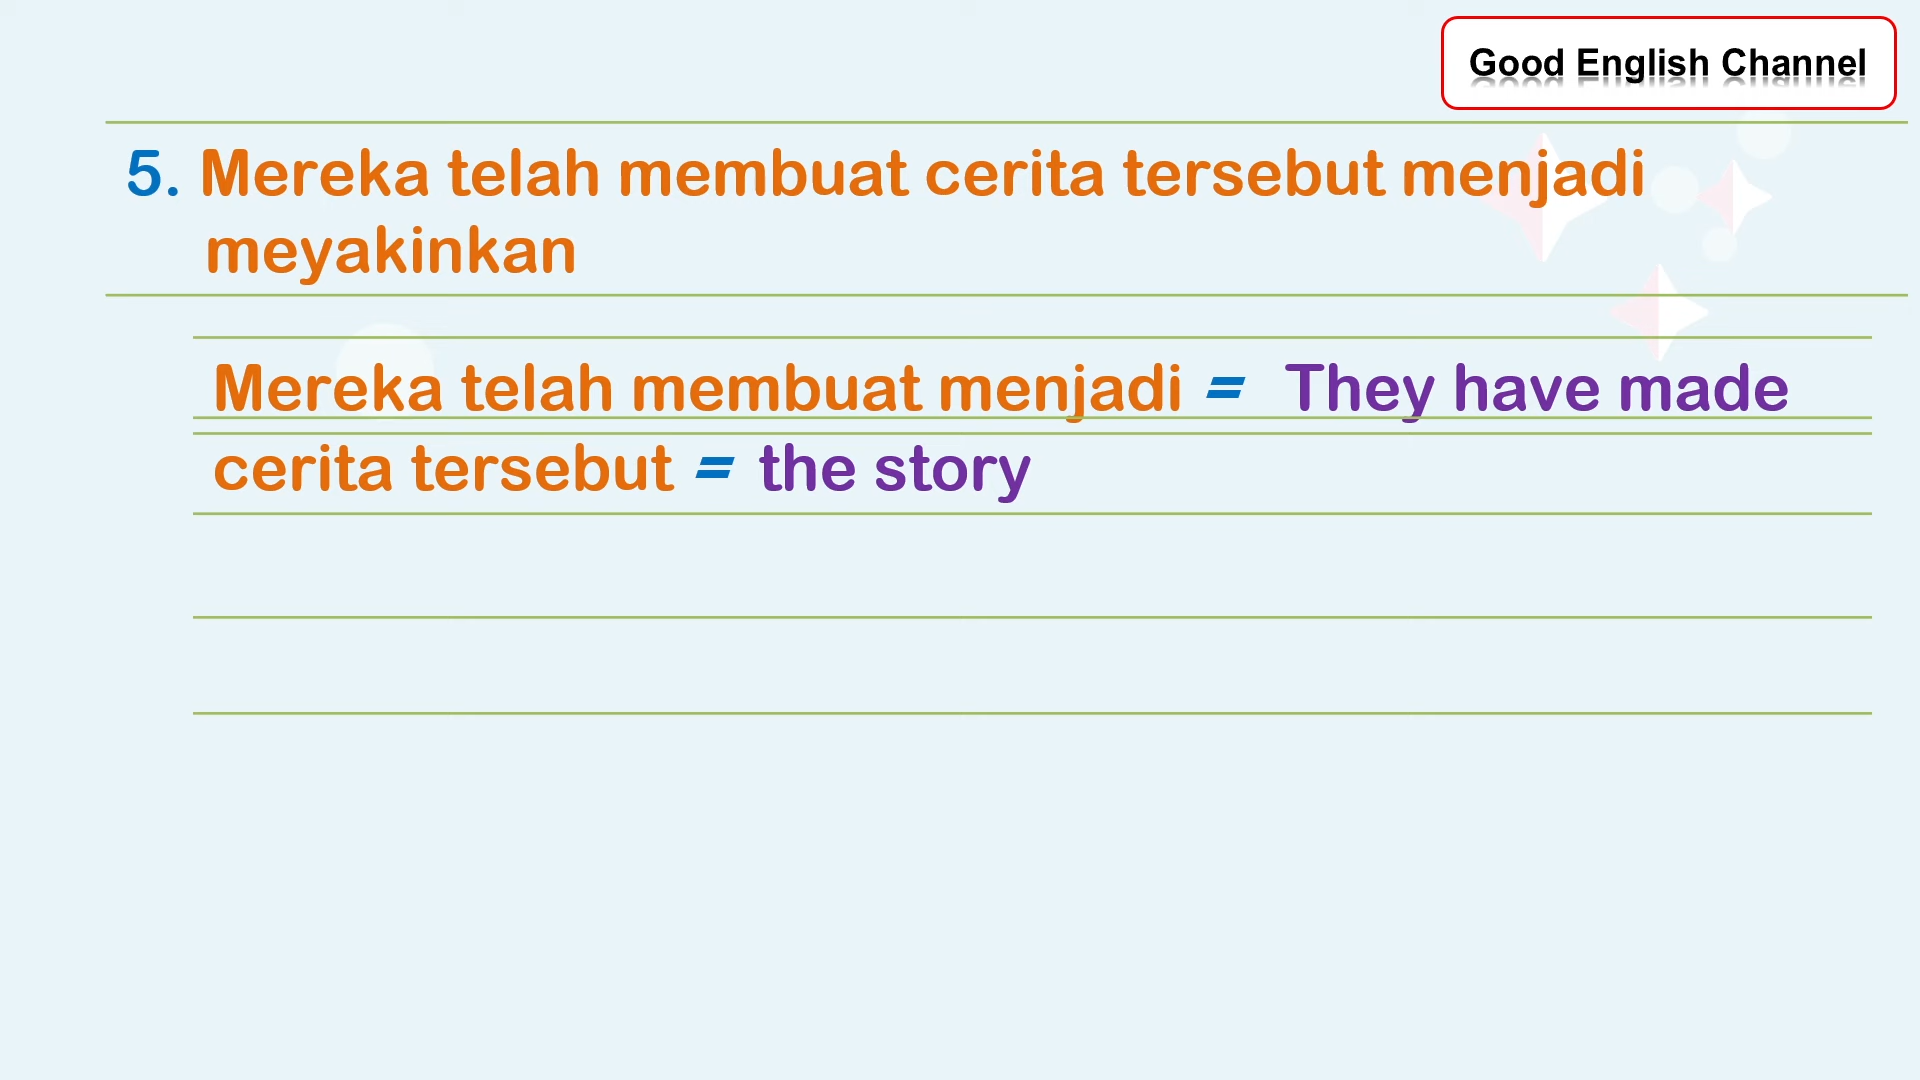 Good English Channel
5. Mereka telah membuat cerita tersebut menjadi
meyakinkan
Mereka telah membuat menjadi = They have made
cerita tersebut = the story